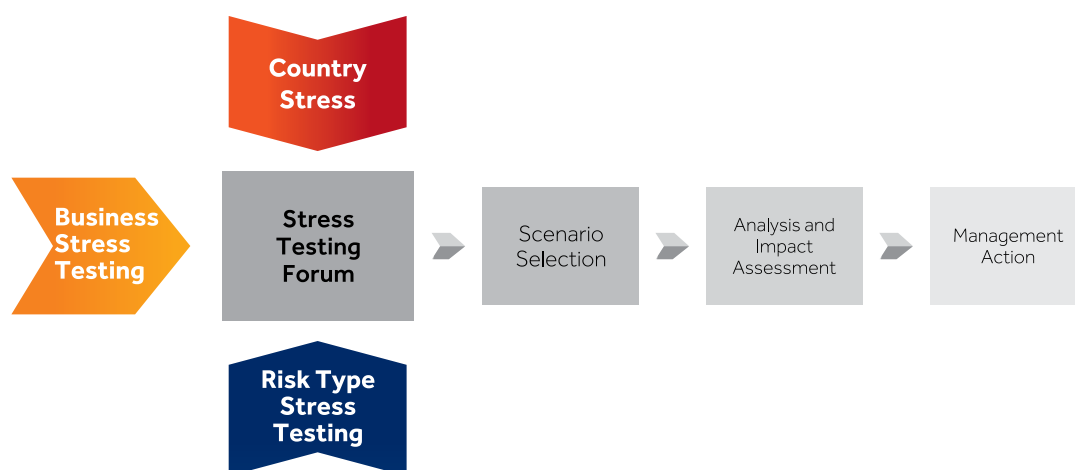 Country
Stress
Business
Stress
Testing
Stress
Testing
Forum
Scenario
Selection
Analysis and
Impact
Assessment
Management
Action
Risk Type
Stress
Testing